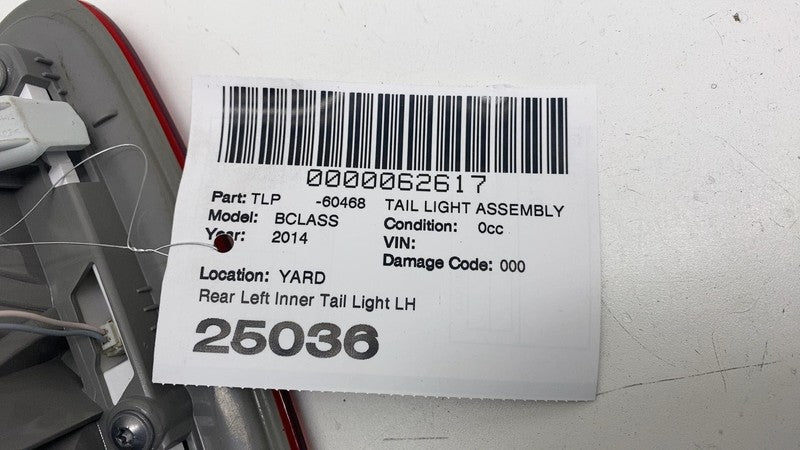 0000062617
Part: TLP -60468 TAIL LIGHT ASSEMBLY
Model: BCLASS Condition: 0cc
Year: 2014 VIN:
Damage Code: 000
Location: YARD
Rear Left Inner Tail Light LH
25036